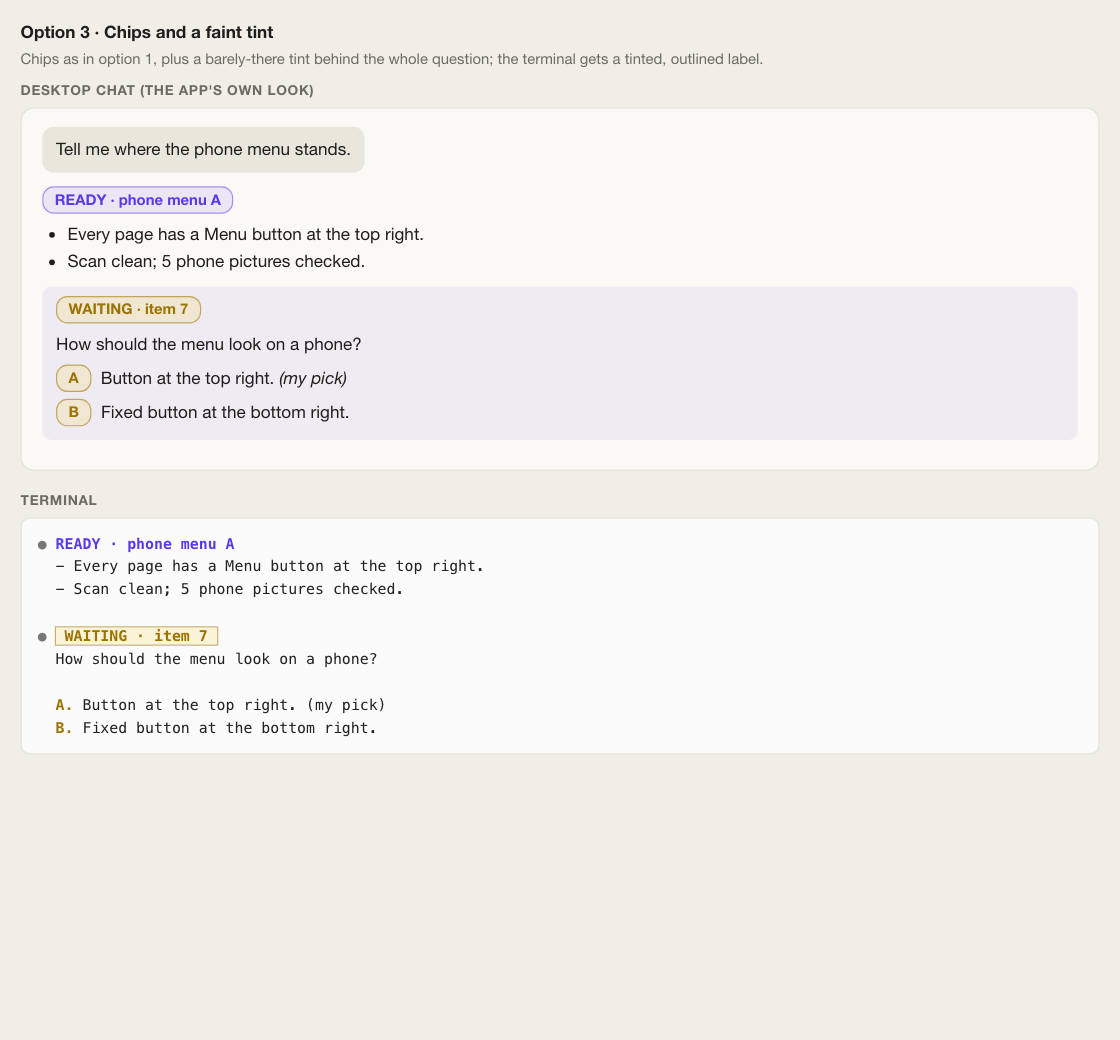 Option 3 · Chips and a faint tint
Chips as in option 1, plus a barely-there tint behind the whole question; the terminal gets a tinted, outlined label.
DESKTOP CHAT (THE APP'S OWN LOOK)
Tell me where the phone menu stands.
READY · phone menu A
• Every page has a Menu button at the top right.
• Scan clean; 5 phone pictures checked.
WAITING · item 7
How should the menu look on a phone?
A Button at the top right. (my pick)
B Fixed button at the bottom right.
TERMINAL
● READY · phone menu A
– Every page has a Menu button at the top right.
– Scan clean; 5 phone pictures checked.
● WAITING · item 7
How should the menu look on a phone?
A. Button at the top right. (my pick)
B. Fixed button at the bottom right.